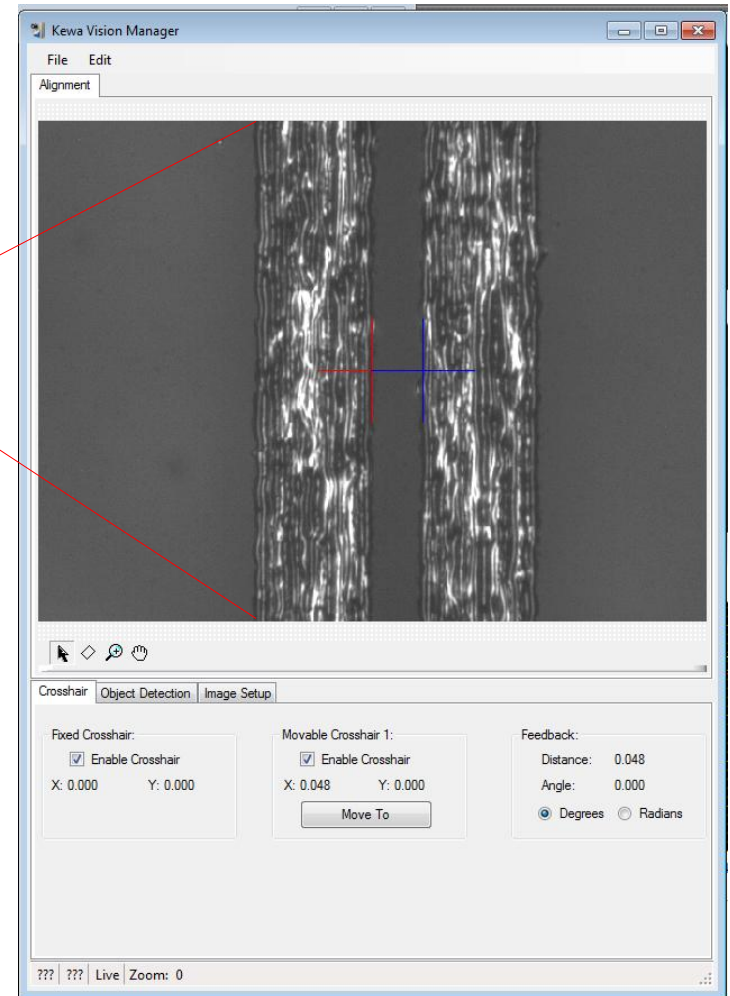 Kewa Vision Manager
File Edit
Alignment
Crosshair Object Detection Image Setup
Fixed Crosshair: Movable Crosshair 1: Feedback:
Enable Crosshair Enable Crosshair Distance: 0.048
X: 0.000 Y: 0.000 X: 0.048 Y: 0.000 Angle: 0.000
Move To Degrees Radians
??? ??? Live Zoom: 0